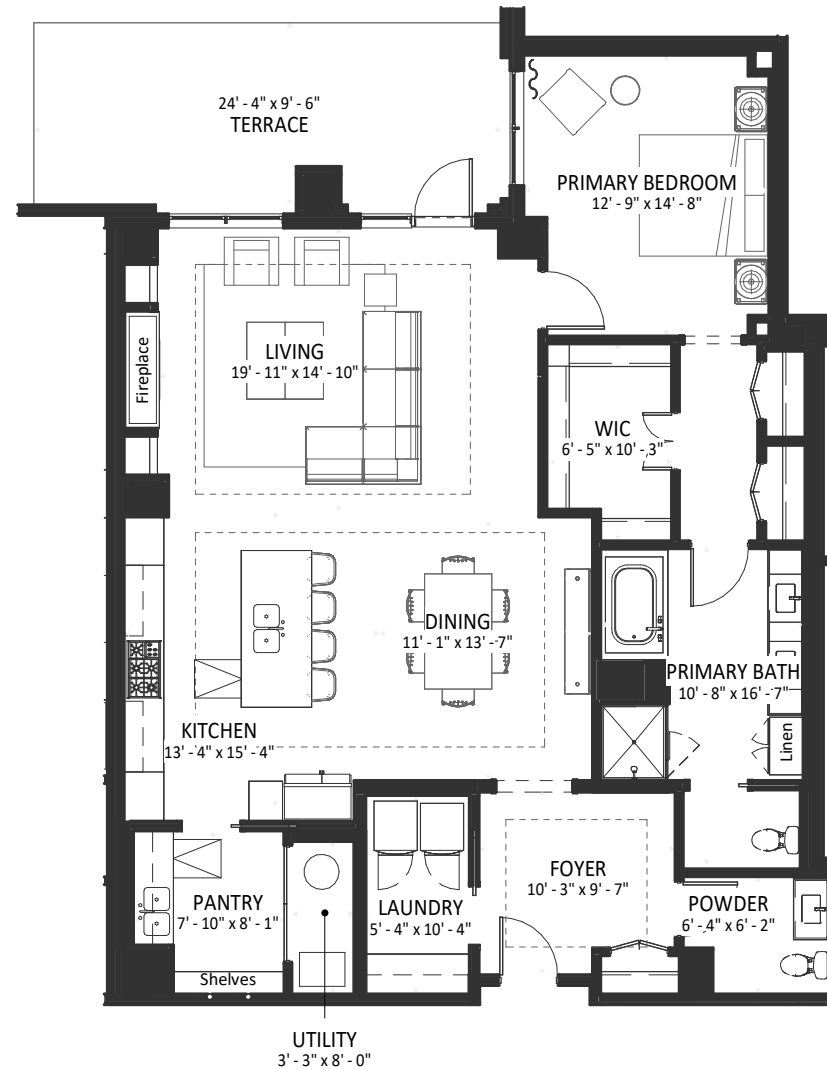 24' - 4" x 9' - 6"
TERRACE
PRIMARY BEDROOM
12' - 9" x 14' - 8"
LIVING
19' - 11" x 14' - 10"
Fireplace
WIC
6' - 5" x 10' - 3"
DINING
11' - 1" x 13' -7"
PRIMARY BATH
10' - 8" x 16' - 7"
KITCHEN
13' - 4" x 15' - 4"
Linen
FOYER
10' - 3" x 9' - 7"
PANTRY
7' - 10" x 8' - 1"
LAUNDRY
5' - 4" x 10' - 4"
POWDER
6' - 4" x 6' - 2"
Shelves
UTILITY
3' - 3" x 8' - 0"